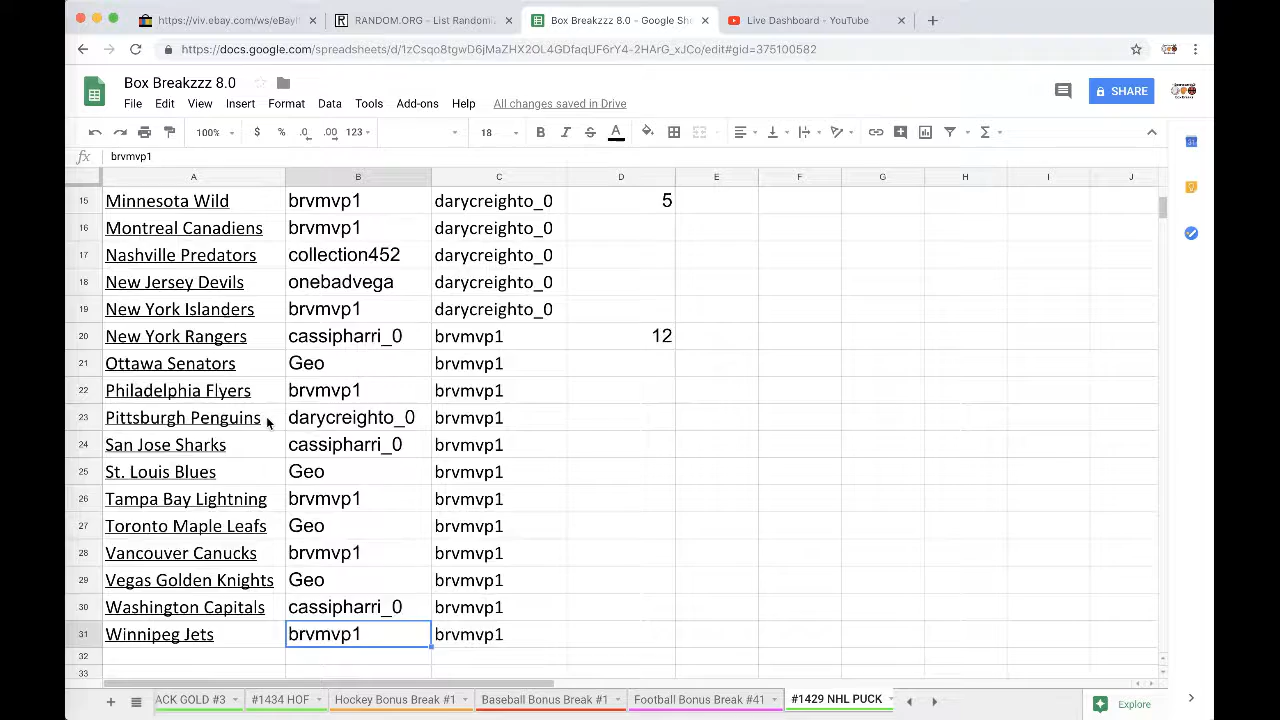 https://viv.ebay.com/ws/eBayI
RANDOM.ORG - List Randomi
Box Breakzzz 8.0 - Google She
Live Dashboard - YouTube
https://docs.google.com/spreadsheets/d/1zCsqo8tgwD6jMaZHX2OL4GDfaqUF6rY4-2HArG_xJCo/edit#gid=375100582
Box Breakzzz 8.0
File Edit View Insert Format Data Tools Add-ons Help All changes saved in Drive
SHARE
100% $ % .0 .00 123 18 B I S A
fx brvmvp1
A B C D E F G H I J
15 Minnesota Wild brvmvp1 darycreighto_0 5
16 Montreal Canadiens brvmvp1 darycreighto_0
17 Nashville Predators collection452 darycreighto_0
18 New Jersey Devils onebadvega darycreighto_0
19 New York Islanders brvmvp1 darycreighto_0
20 New York Rangers cassipharri_0 brvmvp1 12
21 Ottawa Senators Geo brvmvp1
22 Philadelphia Flyers brvmvp1 brvmvp1
23 Pittsburgh Penguins darycreighto_0 brvmvp1
24 San Jose Sharks cassipharri_0 brvmvp1
25 St. Louis Blues Geo brvmvp1
26 Tampa Bay Lightning brvmvp1 brvmvp1
27 Toronto Maple Leafs Geo brvmvp1
28 Vancouver Canucks brvmvp1 brvmvp1
29 Vegas Golden Knights Geo brvmvp1
30 Washington Capitals cassipharri_0 brvmvp1
31 Winnipeg Jets brvmvp1 brvmvp1
32
33
ACK GOLD #3 #1434 HOF Hockey Bonus Break #1 Baseball Bonus Break #1 Football Bonus Break #41 #1429 NHL PUCK Explore